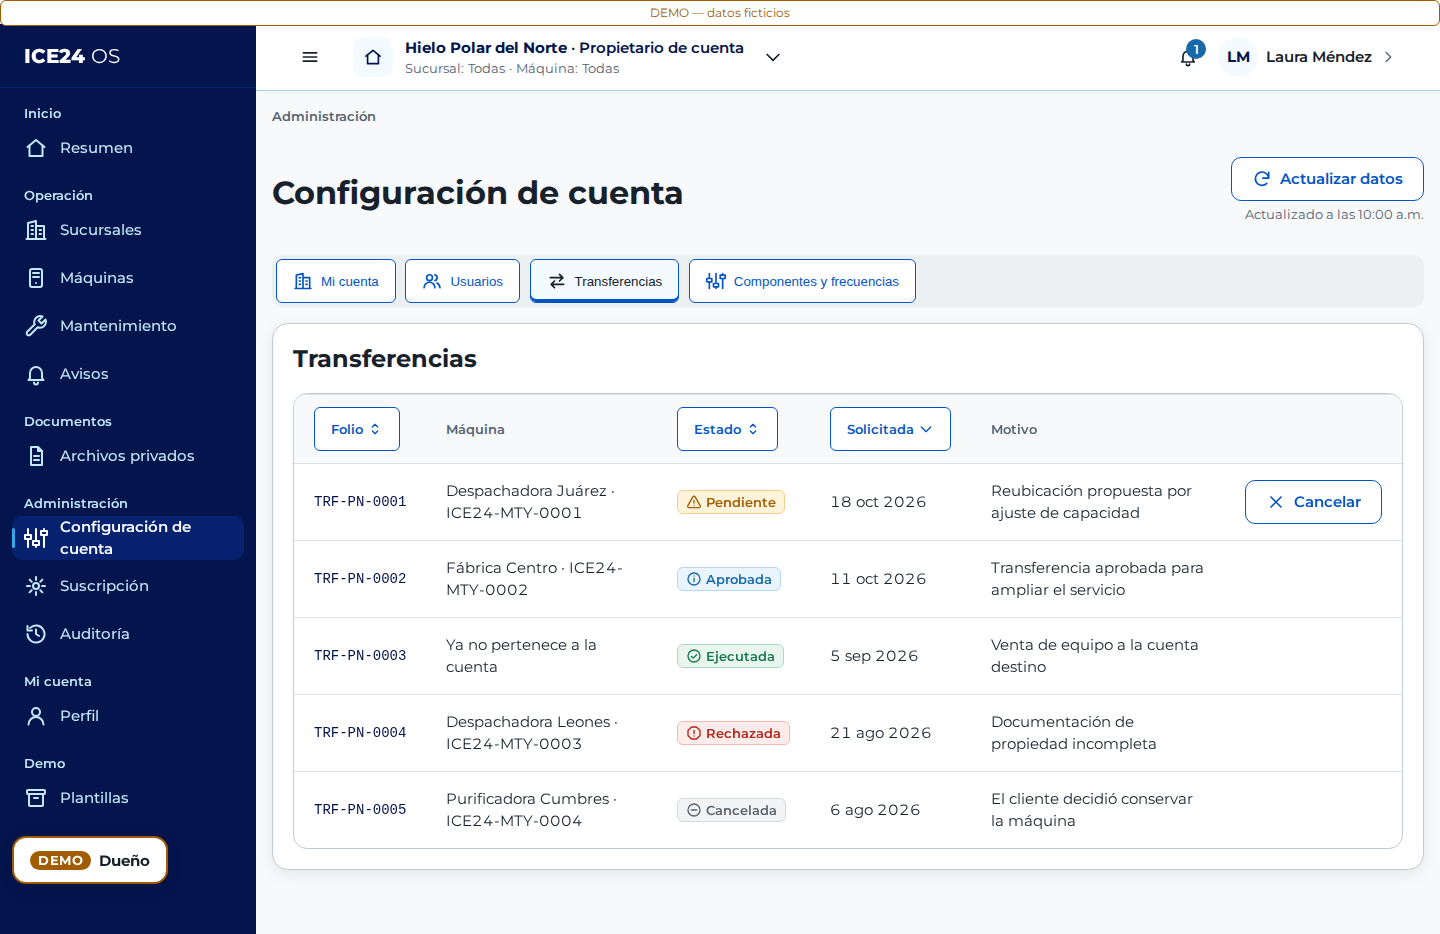 DEMO — datos ficticios
ICE24 OS
Inicio
Resumen
Operación
Sucursales
Máquinas
Mantenimiento
Avisos
Documentos
Archivos privados
Administración
Configuración de
cuenta
Suscripción
Auditoría
Mi cuenta
Perfil
Demo
Plantillas
DEMO Dueño
Hielo Polar del Norte · Propietario de cuenta
Sucursal: Todas · Máquina: Todas
1
LM Laura Méndez
Administración
Configuración de cuenta
Actualizar datos
Actualizado a las 10:00 a.m.
Mi cuenta Usuarios Transferencias Componentes y frecuencias
Transferencias
Folio Máquina Estado Solicitada Motivo
TRF-PN-0001 Despachadora Juárez · ICE24-MTY-0001 Pendiente 18 oct 2026 Reubicación propuesta por ajuste de capacidad Cancelar
TRF-PN-0002 Fábrica Centro · ICE24-MTY-0002 Aprobada 11 oct 2026 Transferencia aprobada para ampliar el servicio
TRF-PN-0003 Ya no pertenece a la cuenta Ejecutada 5 sep 2026 Venta de equipo a la cuenta destino
TRF-PN-0004 Despachadora Leones · ICE24-MTY-0003 Rechazada 21 ago 2026 Documentación de propiedad incompleta
TRF-PN-0005 Purificadora Cumbres · ICE24-MTY-0004 Cancelada 6 ago 2026 El cliente decidió conservar la máquina